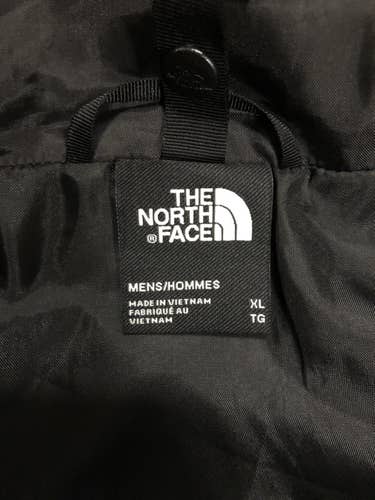 THE
NORTH
® FACE
MENS/HOMMES
MADE IN VIETNAM XL
FABRIQUÉ AU TG
VIETNAM